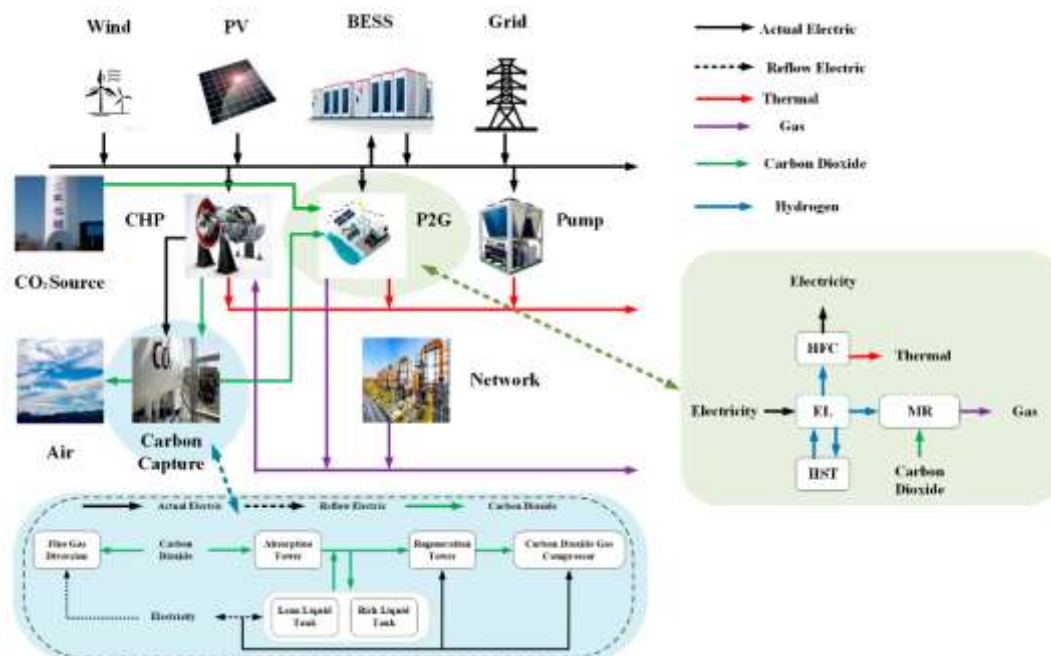 Wind
PV
BESS
Grid
Actual Electric
Reflow Electric
Thermal
Gas
Carbon Dioxide
Hydrogen
CHP
P2G
Pump
CO₂ Source
Network
Air
Carbon
Capture
Electricity
HFC
Thermal
Electricity
EL
MR
Gas
HST
Carbon
Dioxide
Actual Electric
Reflow Electric
Carbon Dioxide
Flue Gas
Diversion
Carbon
Dioxide
Absorption
Tower
Regeneration
Tower
Carbon Dioxide Gas
Compressor
Electricity
Lean Liquid
Tank
Rich Liquid
Tank